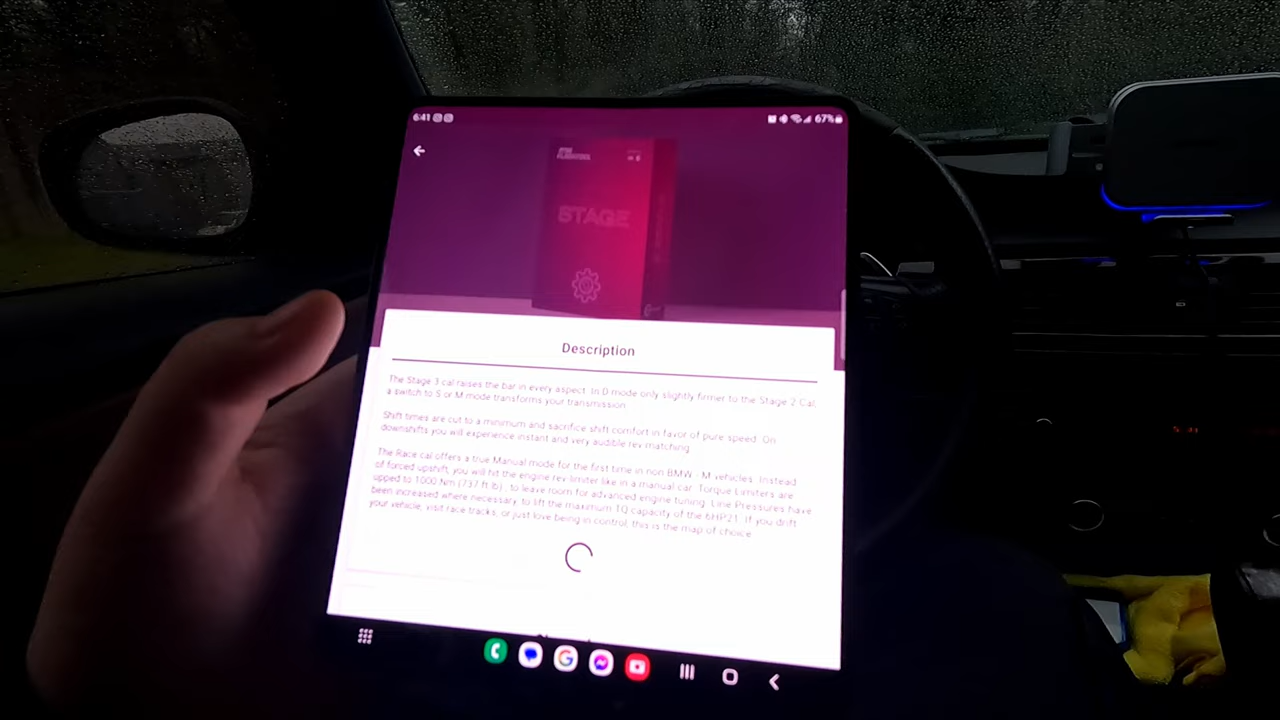 6:41
67%
STAGE
Description
The Stage 3 cal raises the bar in every aspect. In D mode only slightly firmer to the Stage 2 Cal,
a switch to S or M mode transforms your transmission.
Shift times are cut to a minimum and sacrifice shift comfort in favor of pure speed. On
downshifts you will experience instant and very audible rev matching.
The Race cal offers a true Manual mode for the first time in non BMW - M vehicles. Instead
of forced upshift, you will hit the engine rev-limiter like in a manual car. Torque Limiters are
upped to 1000 Nm (737 ft lb), to leave room for advanced engine tuning. Line Pressures have
been increased where necessary, to lift the maximum TQ capacity of the 6HP21. If you drift
your vehicle, visit race tracks, or just love being in control, this is the map of choice.